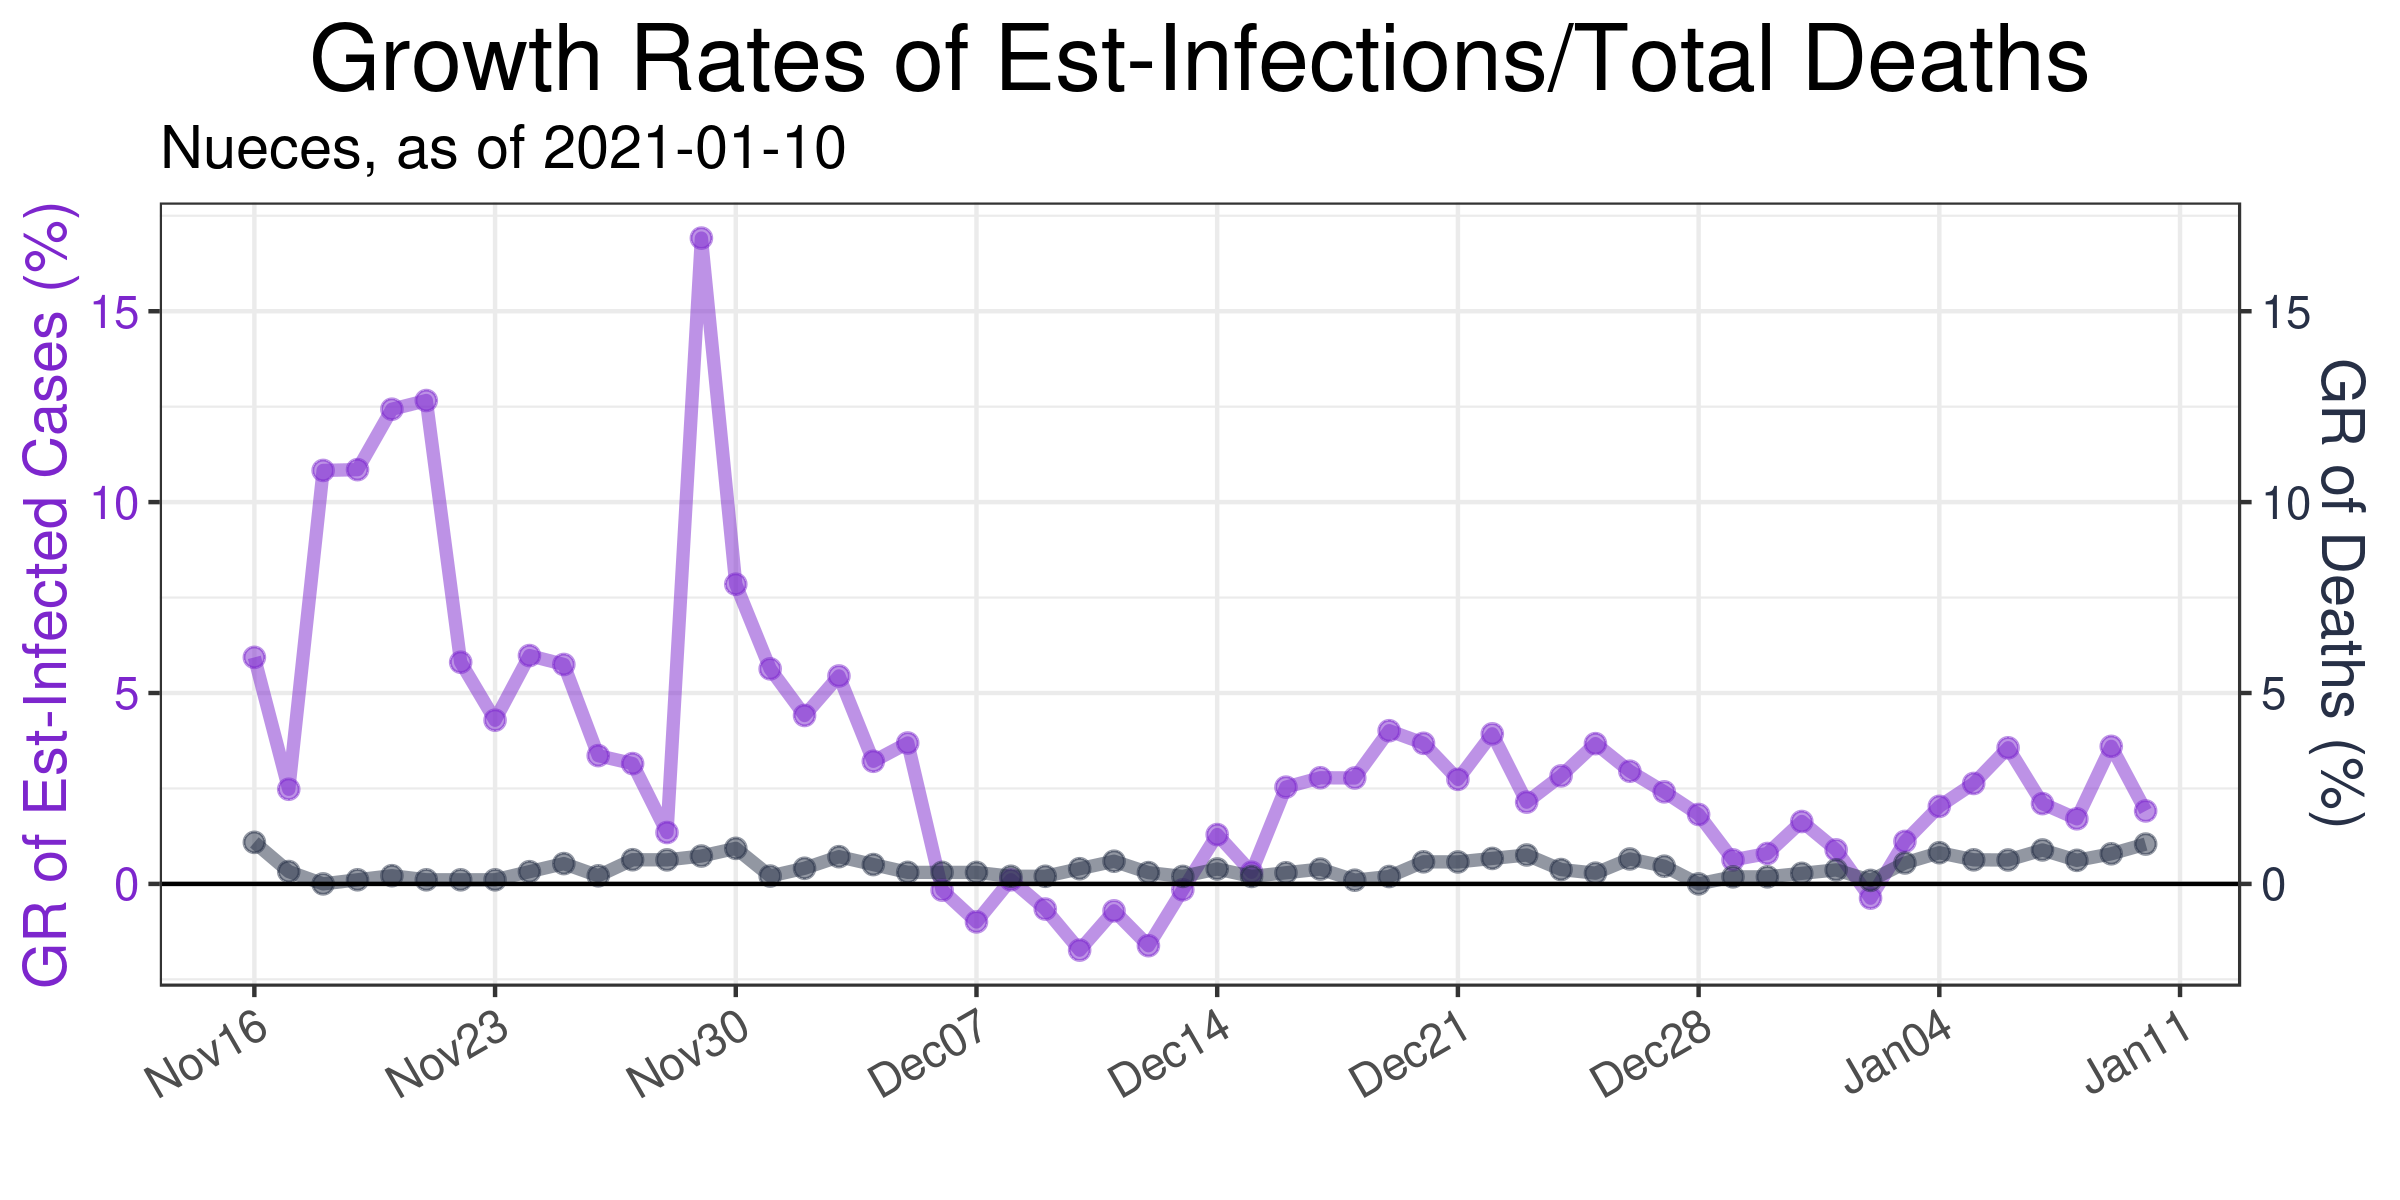 Growth Rates of Est-Infections/Total Deaths
Nueces, as of 2021-01-10
GR of Est-Infected Cases (%)
15
10
5
0
15
10
5
0
GR of Deaths (%)
Nov16
Nov23
Nov30
Dec07
Dec14
Dec21
Dec28
Jan04
Jan11